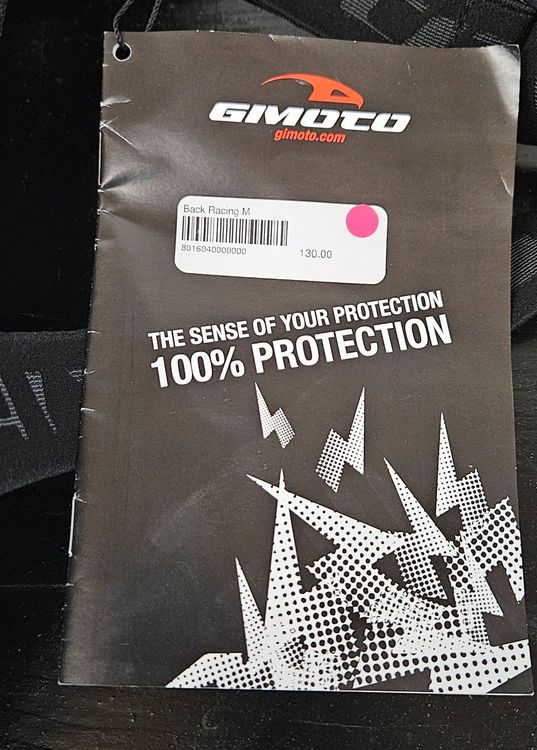 GIMOTO
gimoto.com
Back Racing M
8016040000000
130.00
THE SENSE OF YOUR PROTECTION
100% PROTECTION